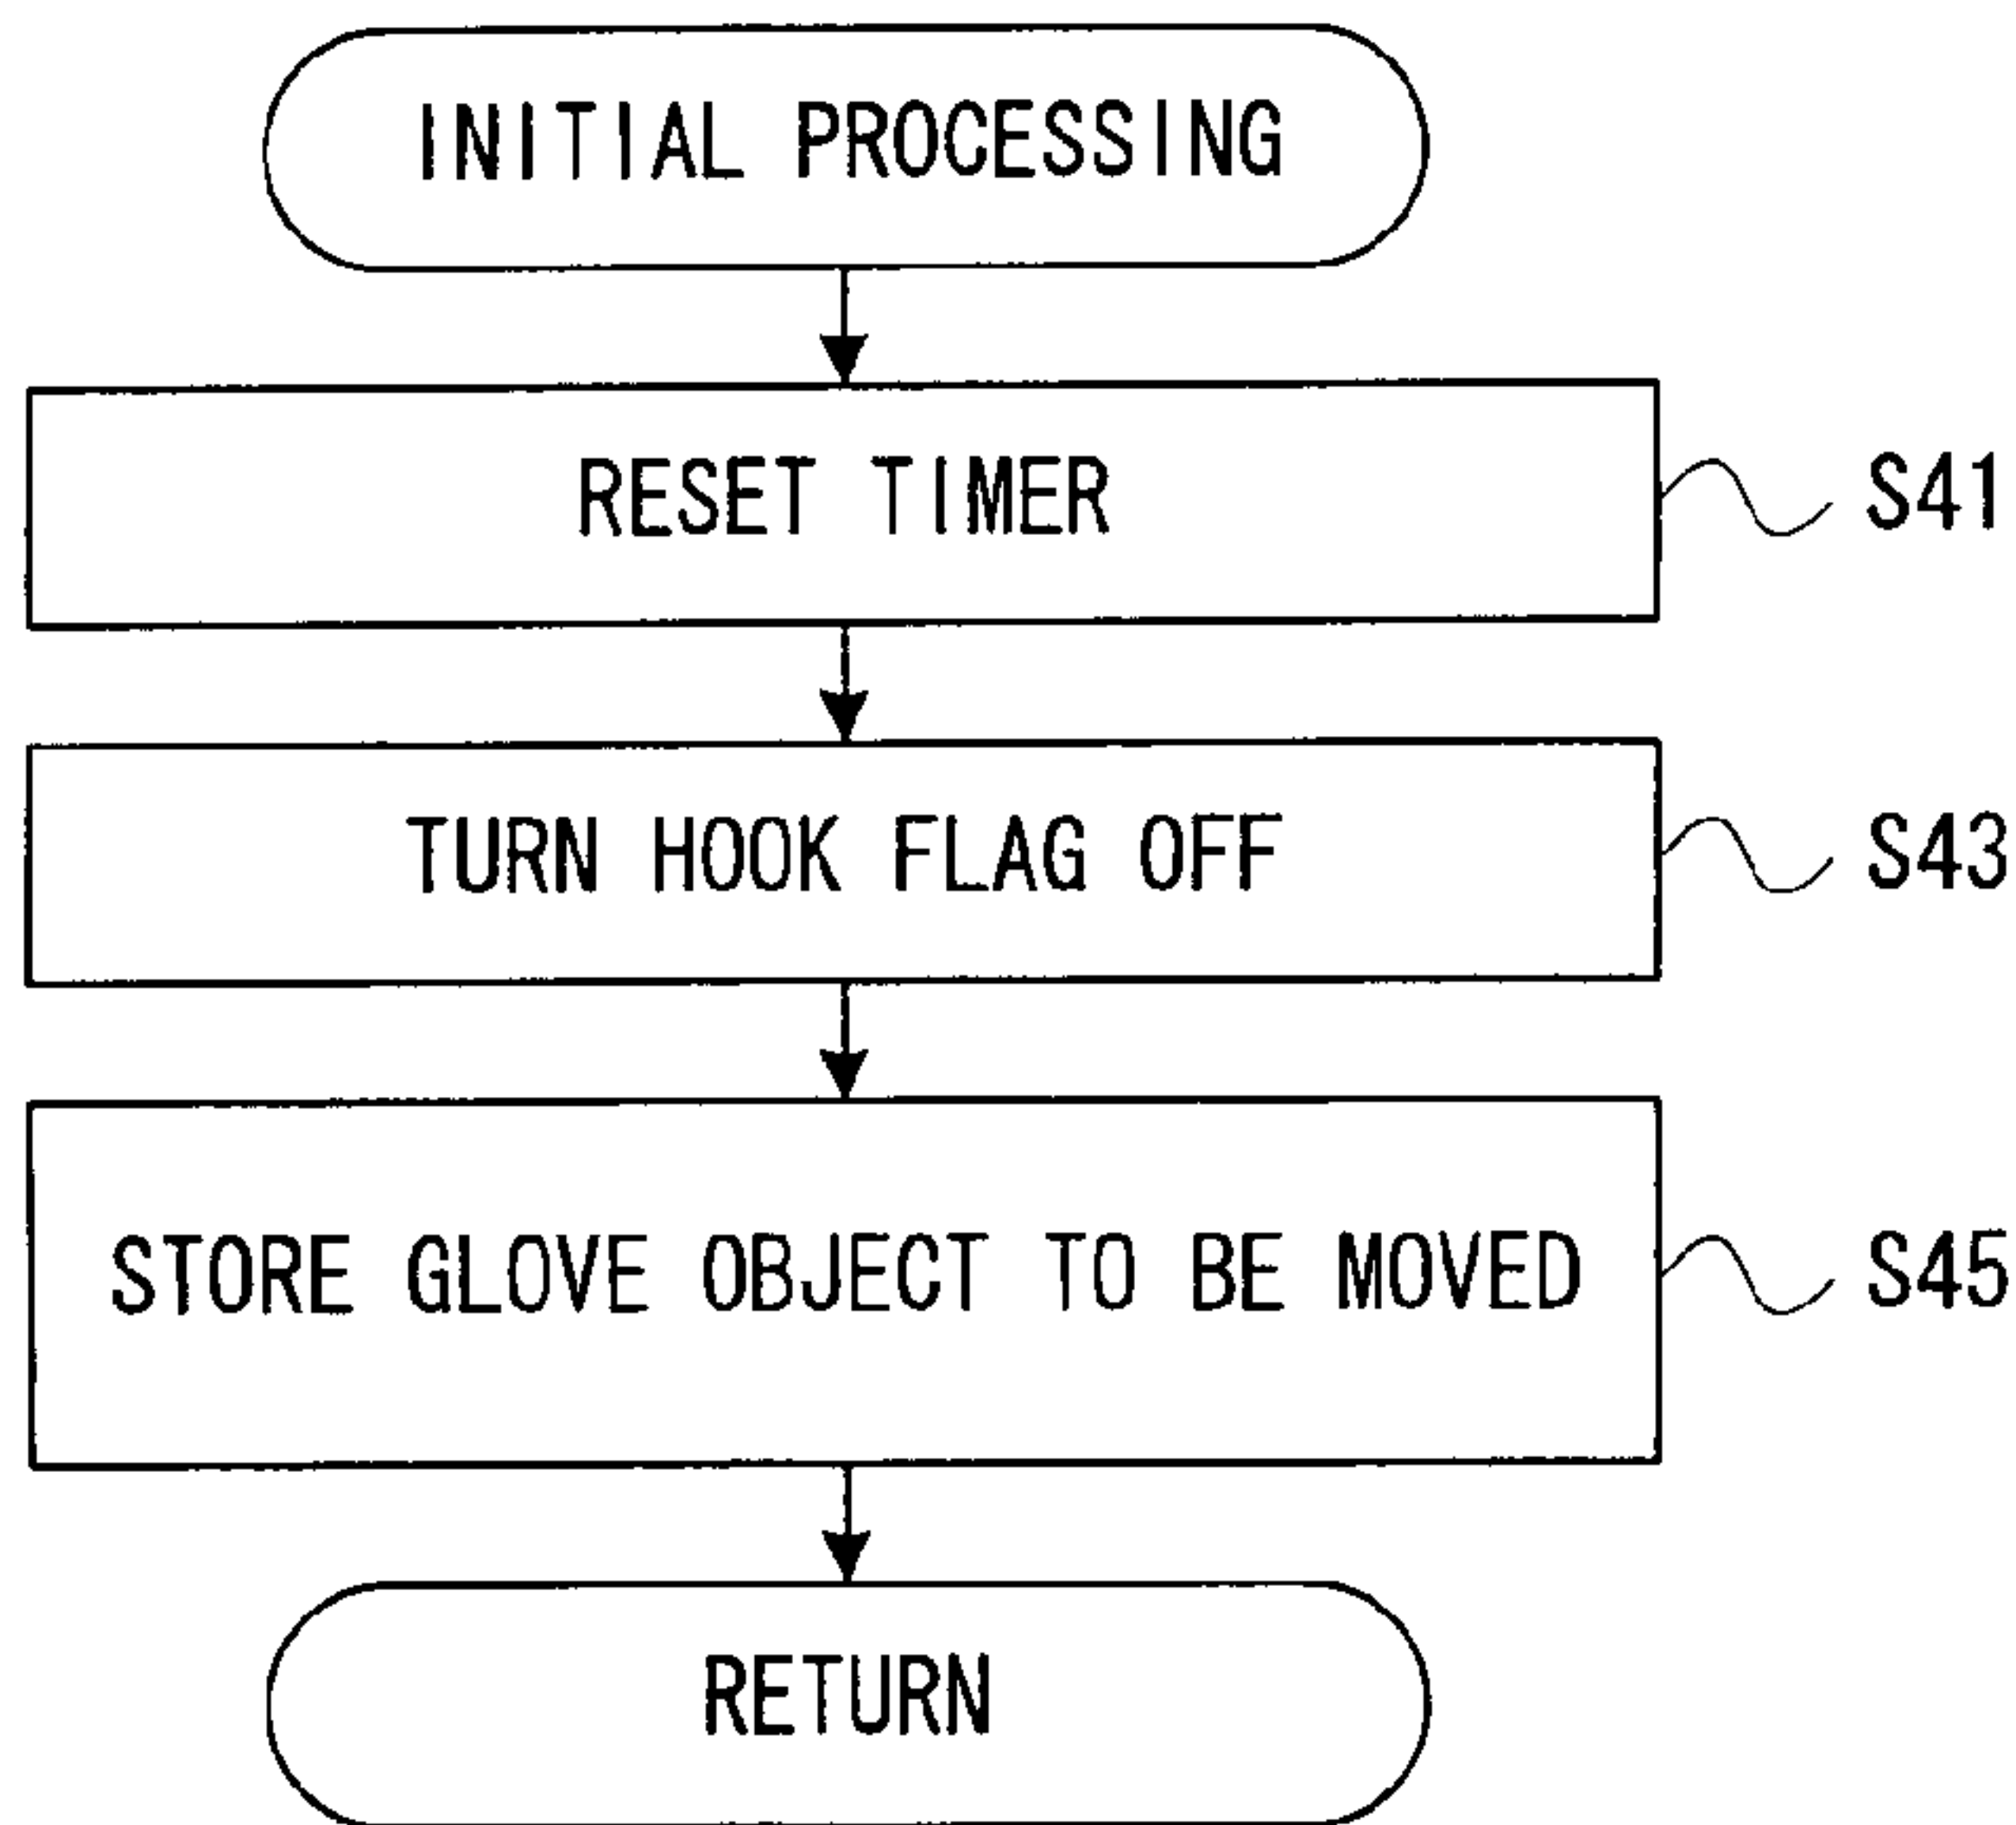 INITIAL PROCESSING
RESET TIMER
S41
TURN HOOK FLAG OFF
S43
STORE GLOVE OBJECT TO BE MOVED
S45
RETURN